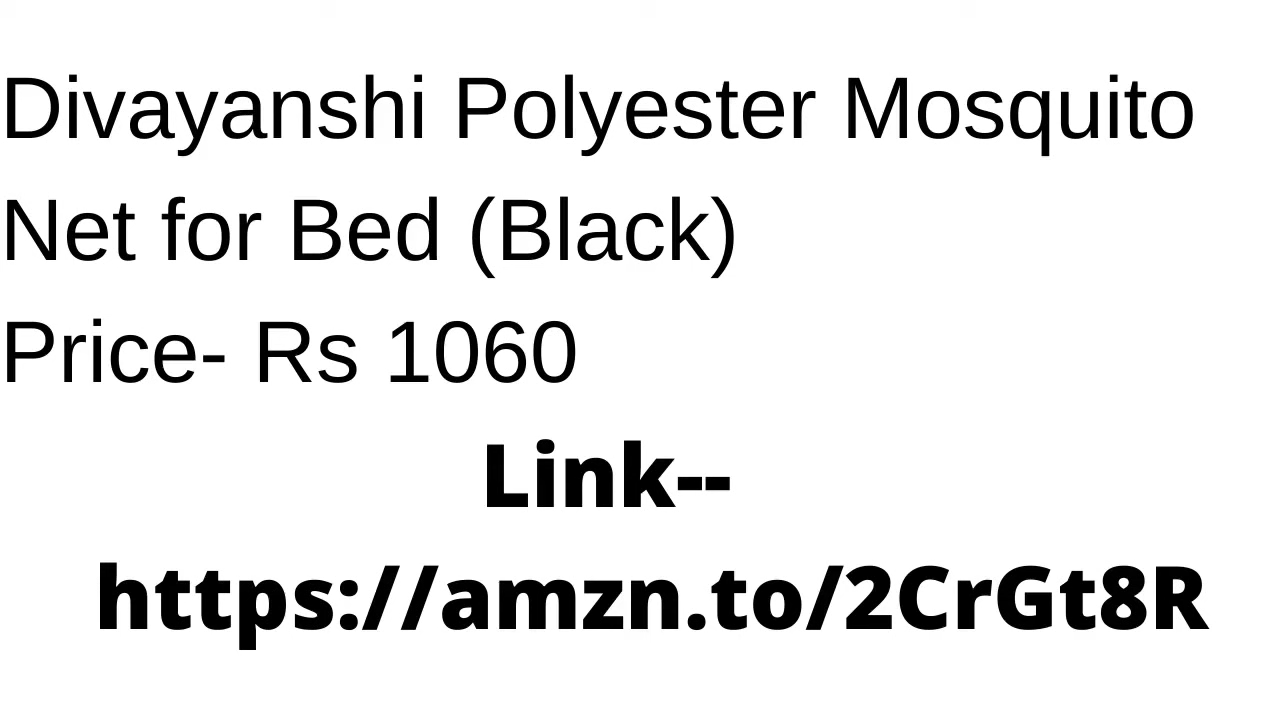 Divayanshi Polyester Mosquito
Net for Bed (Black)
Price- Rs 1060
Link--
https://amzn.to/2CrGt8R